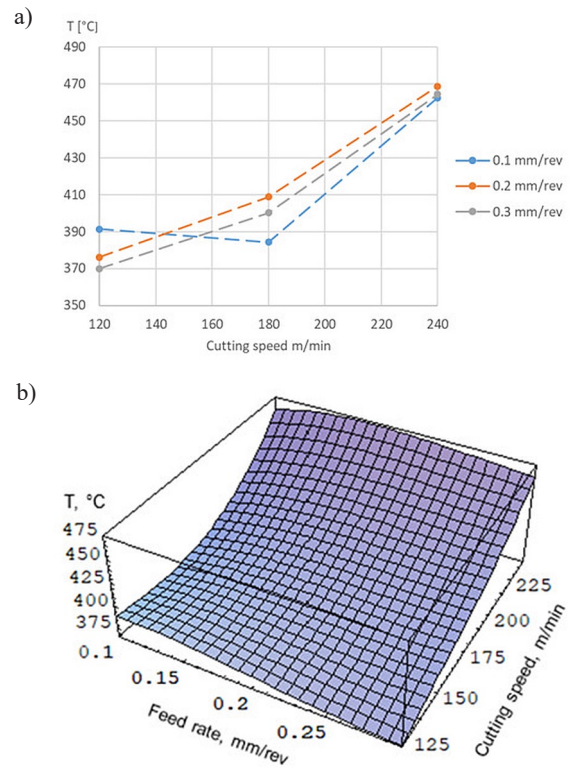 a)
T [°C]
490
470
450
430
410
390
370
350
120 140 160 180 200 220 240
Cutting speed m/min
0.1 mm/rev
0.2 mm/rev
0.3 mm/rev
b)
T, °C
475
450
425
400
375
0.1
0.15
0.2
0.25
Feed rate, mm/rev
125
150
175
200
225
Cutting speed, m/min